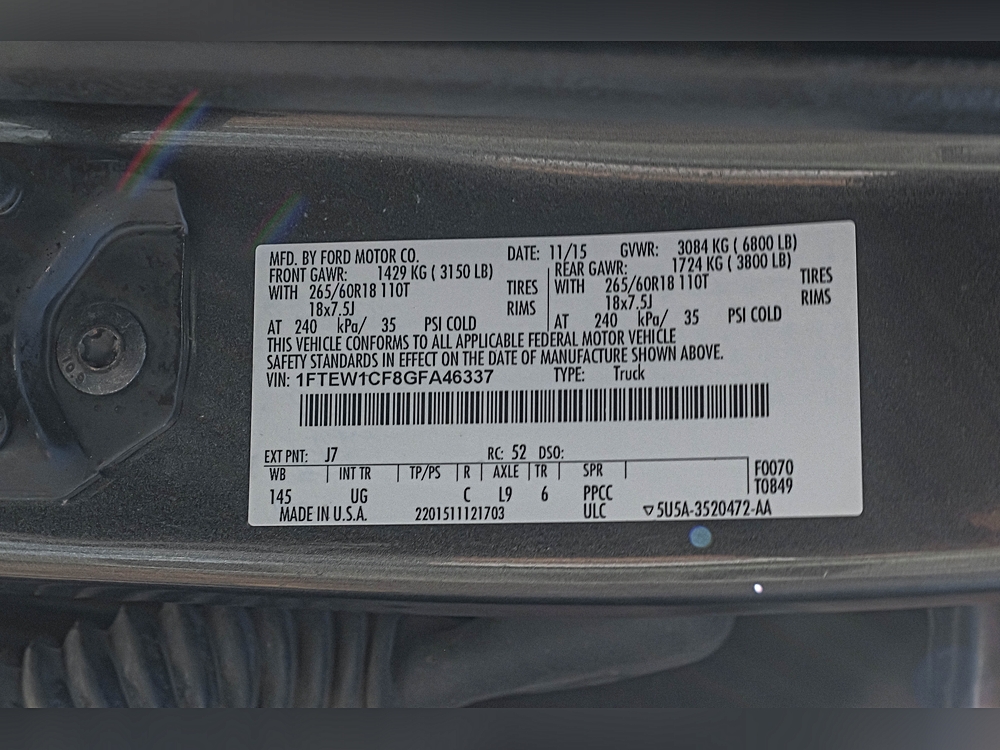 MFD. BY FORD MOTOR CO. DATE: 11/15 GVWR: 3084 KG ( 6800 LB)
FRONT GAWR: 1429 KG ( 3150 LB) REAR GAWR: 1724 KG ( 3800 LB)
WITH 265/60R18 110T TIRES WITH 265/60R18 110T TIRES
18x7.5J RIMS 18x7.5J RIMS
AT 240 kPa/ 35 PSI COLD AT 240 kPa/ 35 PSI COLD
THIS VEHICLE CONFORMS TO ALL APPLICABLE FEDERAL MOTOR VEHICLE
SAFETY STANDARDS IN EFFECT ON THE DATE OF MANUFACTURE SHOWN ABOVE.
VIN: 1FTEW1CF8GFA46337 TYPE: Truck
EXT PNT: J7 RC: 52 DSO:
WB INT TR TP/PS R AXLE TR SPR F0070
145 UG C L9 6 PPCC T0849
MADE IN U.S.A. 2201511121703 ULC ▽5U5A-3520472-AA
10.9